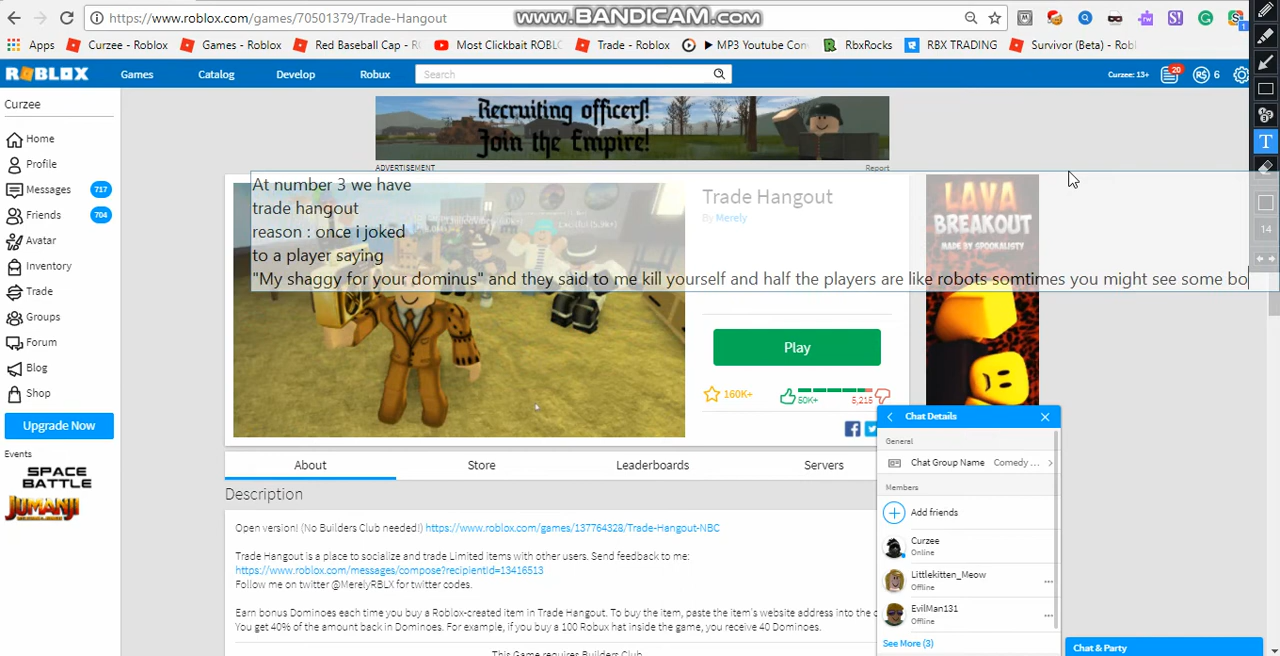 https://www.roblox.com/games/70501379/Trade-Hangout
www.BANDICAM.com
Apps
Curzee - Roblox
Games - Roblox
Red Baseball Cap - R
Most Clickbait ROBL
Trade - Roblox
▶ MP3 Youtube Con
RbxRocks
RBX TRADING
Survivor (Beta) - Rob
ROBLOX
Games
Catalog
Develop
Robux
Search
Curzee: 13+
20
6
Curzee
Home
Profile
Messages 717
Friends 704
Avatar
Inventory
Trade
Groups
Forum
Blog
Shop
Upgrade Now
Events
SPACE BATTLE
JUMANJI
Recruiting officers!
Join the Empire!
ADVERTISEMENT
Report
At number 3 we have
trade hangout
reason : once i joked
to a player saying
"My shaggy for your dominus" and they said to me kill yourself and half the players are like robots somtimes you might see some bo
Trade Hangout
By Merely
Play
160K+
50K+
5,215
LAVA
BREAKOUT
MADE BY SPOOKALISTY
14
About
Store
Leaderboards
Servers
Description
Open version! (No Builders Club needed!) https://www.roblox.com/games/137764328/Trade-Hangout-NBC
Trade Hangout is a place to socialize and trade Limited items with other users. Send feedback to me:
https://www.roblox.com/messages/compose?recipientId=13416513
Follow me on twitter @MerelyRBLX for twitter codes.
Earn bonus Dominoes each time you buy a Roblox-created item in Trade Hangout. To buy the item, paste the item's website address into the c
You get 40% of the amount back in Dominoes. For example, if you buy a 100 Robux hat inside the game, you receive 40 Dominoes.
This Game requires Builders Club
Chat Details
General
Chat Group Name
Comedy ...
Members
Add friends
Curzee
Online
Littlekitten_Meow
Offline
EvilMan131
Offline
See More (3)
Chat & Party